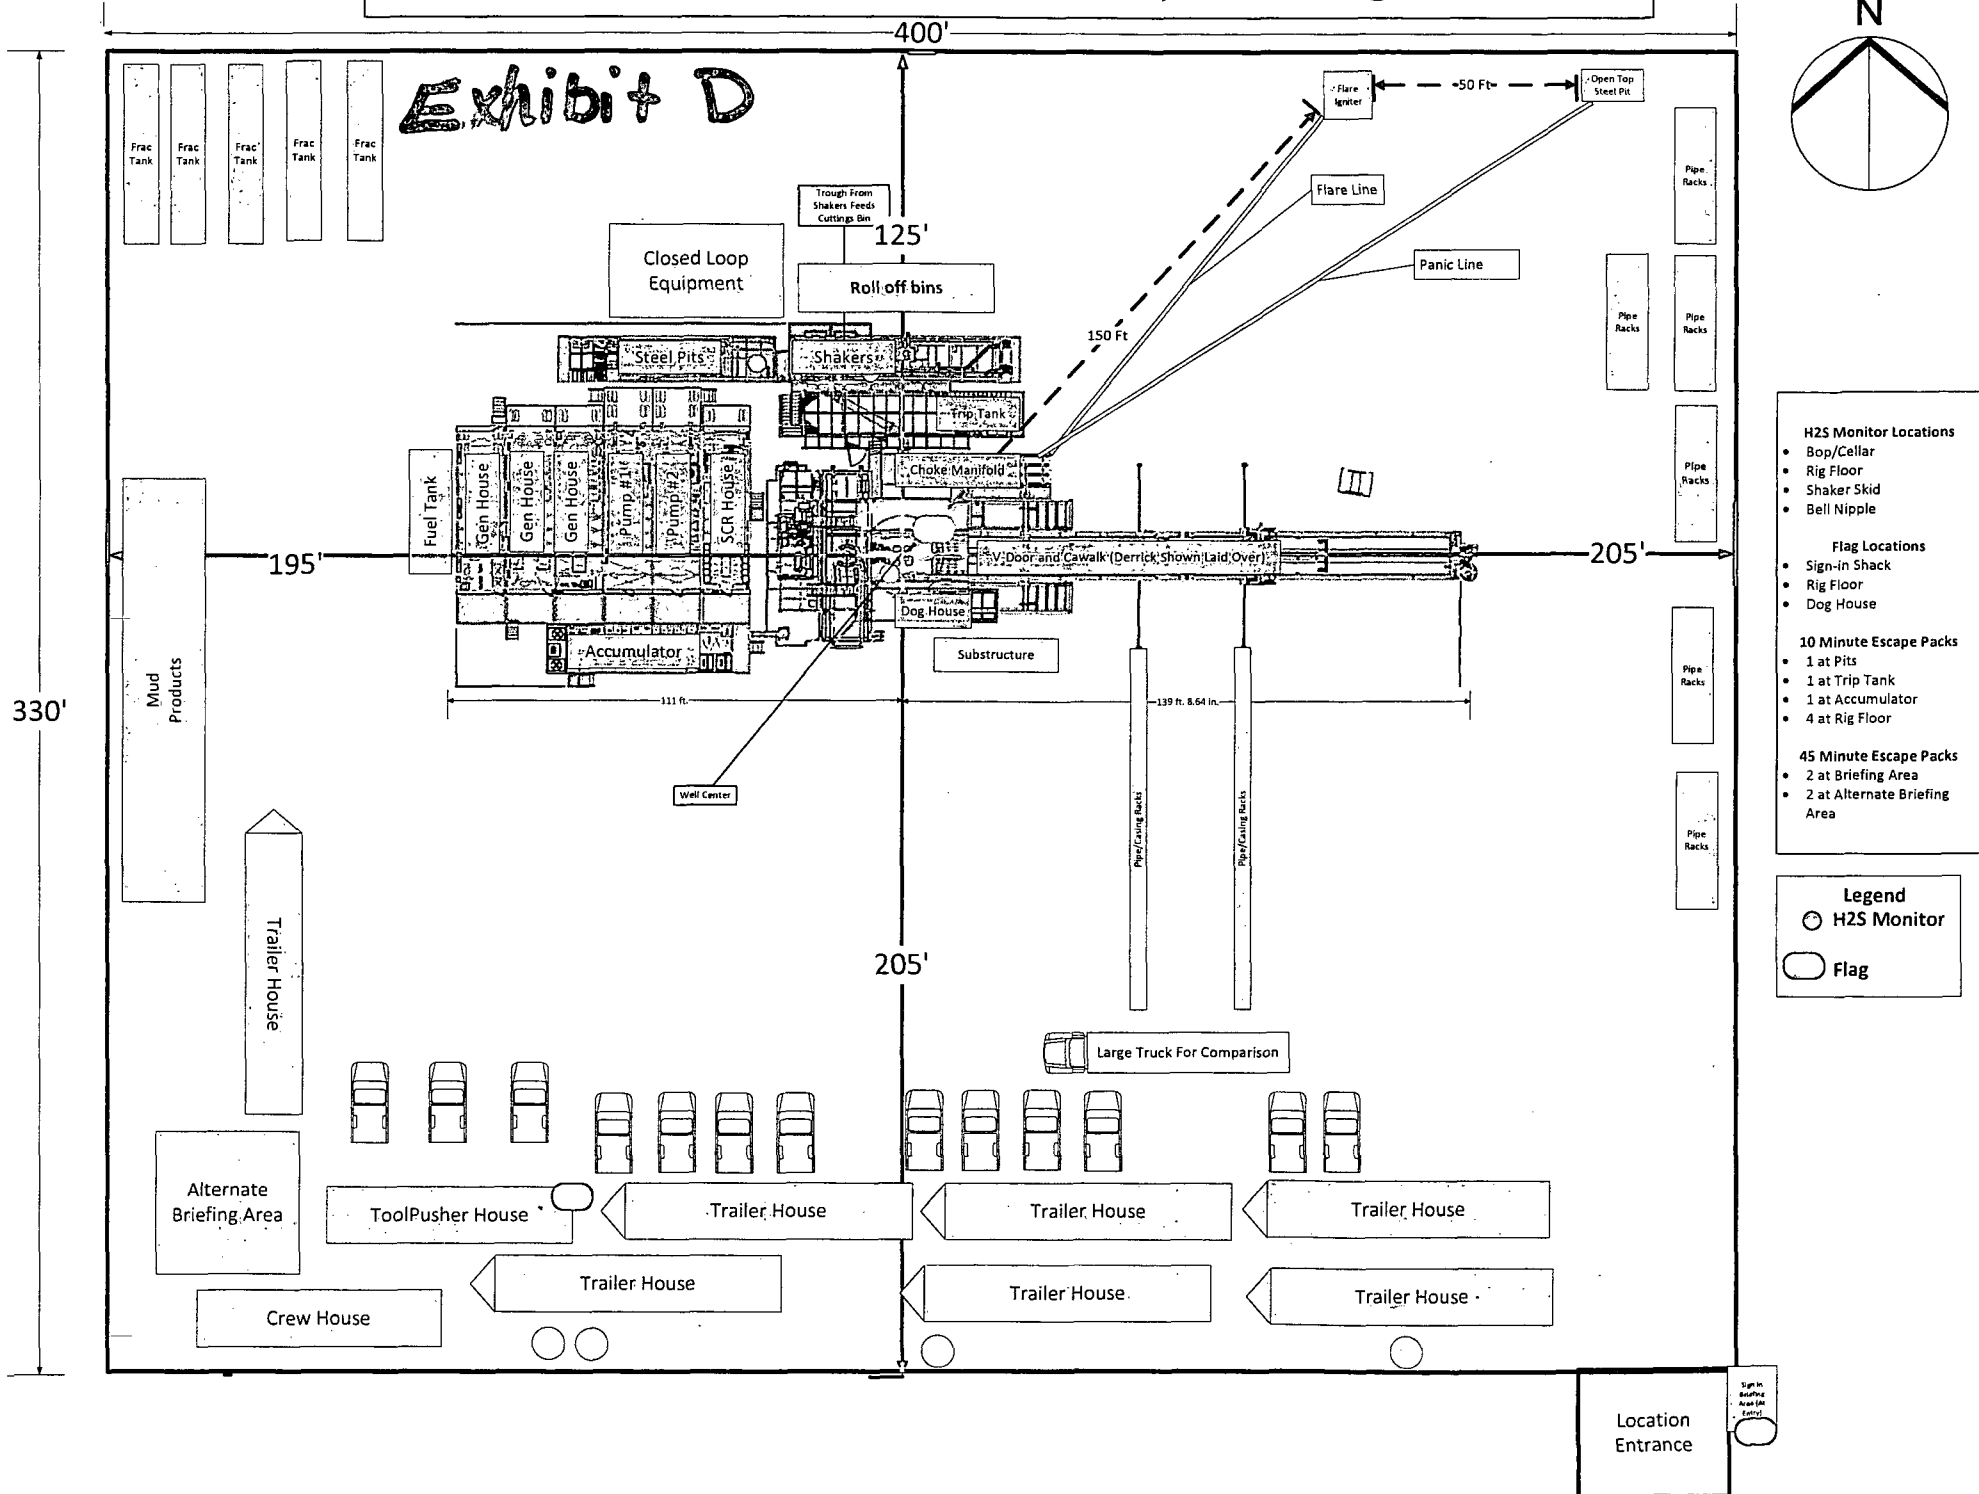 N
400'
Exhibit D
Flare
Igniter
50 Ft
Open Top
Steel Pit
Frac
Tank
Frac
Tank
Frac
Tank
Frac
Tank
Frac
Tank
Pipe
Racks
Flare Line
Trough From
Shakers Feeds
Cuttings Bin
125'
Closed Loop
Equipment
Roll off bins
Panic Line
Pipe
Racks
Pipe
Racks
150 Ft
Steel Pits
Shakers
Trip Tank
Choke Manifold
Pipe
Racks
Fuel Tank
Gen House
Gen House
Gen House
Pump #1
Pump #2
SCR House
195'
V-Door and Cawalk (Derrick Shown Laid Over)
205'
Dog House
Accumulator
Substructure
Mud
Products
330'
111 ft.
139 ft. 8.64 in.
Pipe
Racks
Well Center
Pipe/Casing Racks
Pipe/Casing Racks
Pipe
Racks
Trailer House
205'
Large Truck For Comparison
Alternate
Briefing Area
ToolPusher House
Trailer House
Trailer House
Trailer House
Trailer House
Trailer House
Trailer House
Crew House
Sign In
Briefing
Area (At
Entry)
Location
Entrance
H2S Monitor Locations
• Bop/Cellar
• Rig Floor
• Shaker Skid
• Bell Nipple
Flag Locations
• Sign-in Shack
• Rig Floor
• Dog House
10 Minute Escape Packs
• 1 at Pits
• 1 at Trip Tank
• 1 at Accumulator
• 4 at Rig Floor
45 Minute Escape Packs
• 2 at Briefing Area
• 2 at Alternate Briefing
Area
Legend
H2S Monitor
Flag